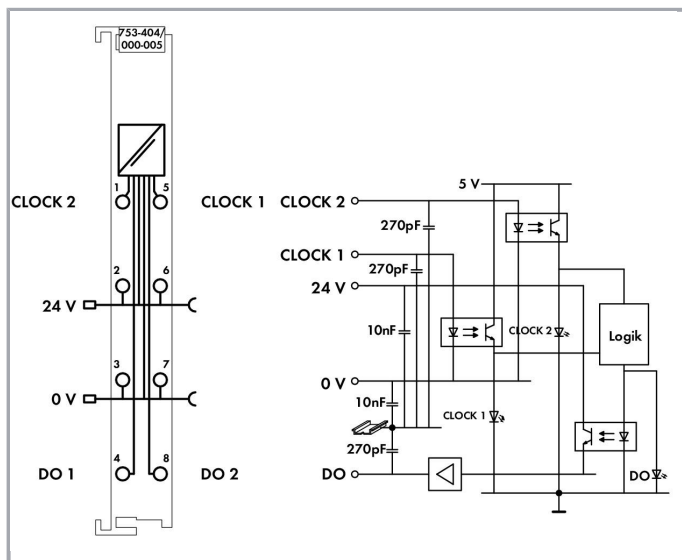 753-404/
000-005
1 5
CLOCK 2 CLOCK 1
2 6
24 V
3 7
0 V
4 8
DO 1 DO 2
5 V
CLOCK 2
270pF
CLOCK 1
270pF
24 V
10nF
CLOCK 2
Logik
0 V
10nF
CLOCK 1
270pF
DO
DO